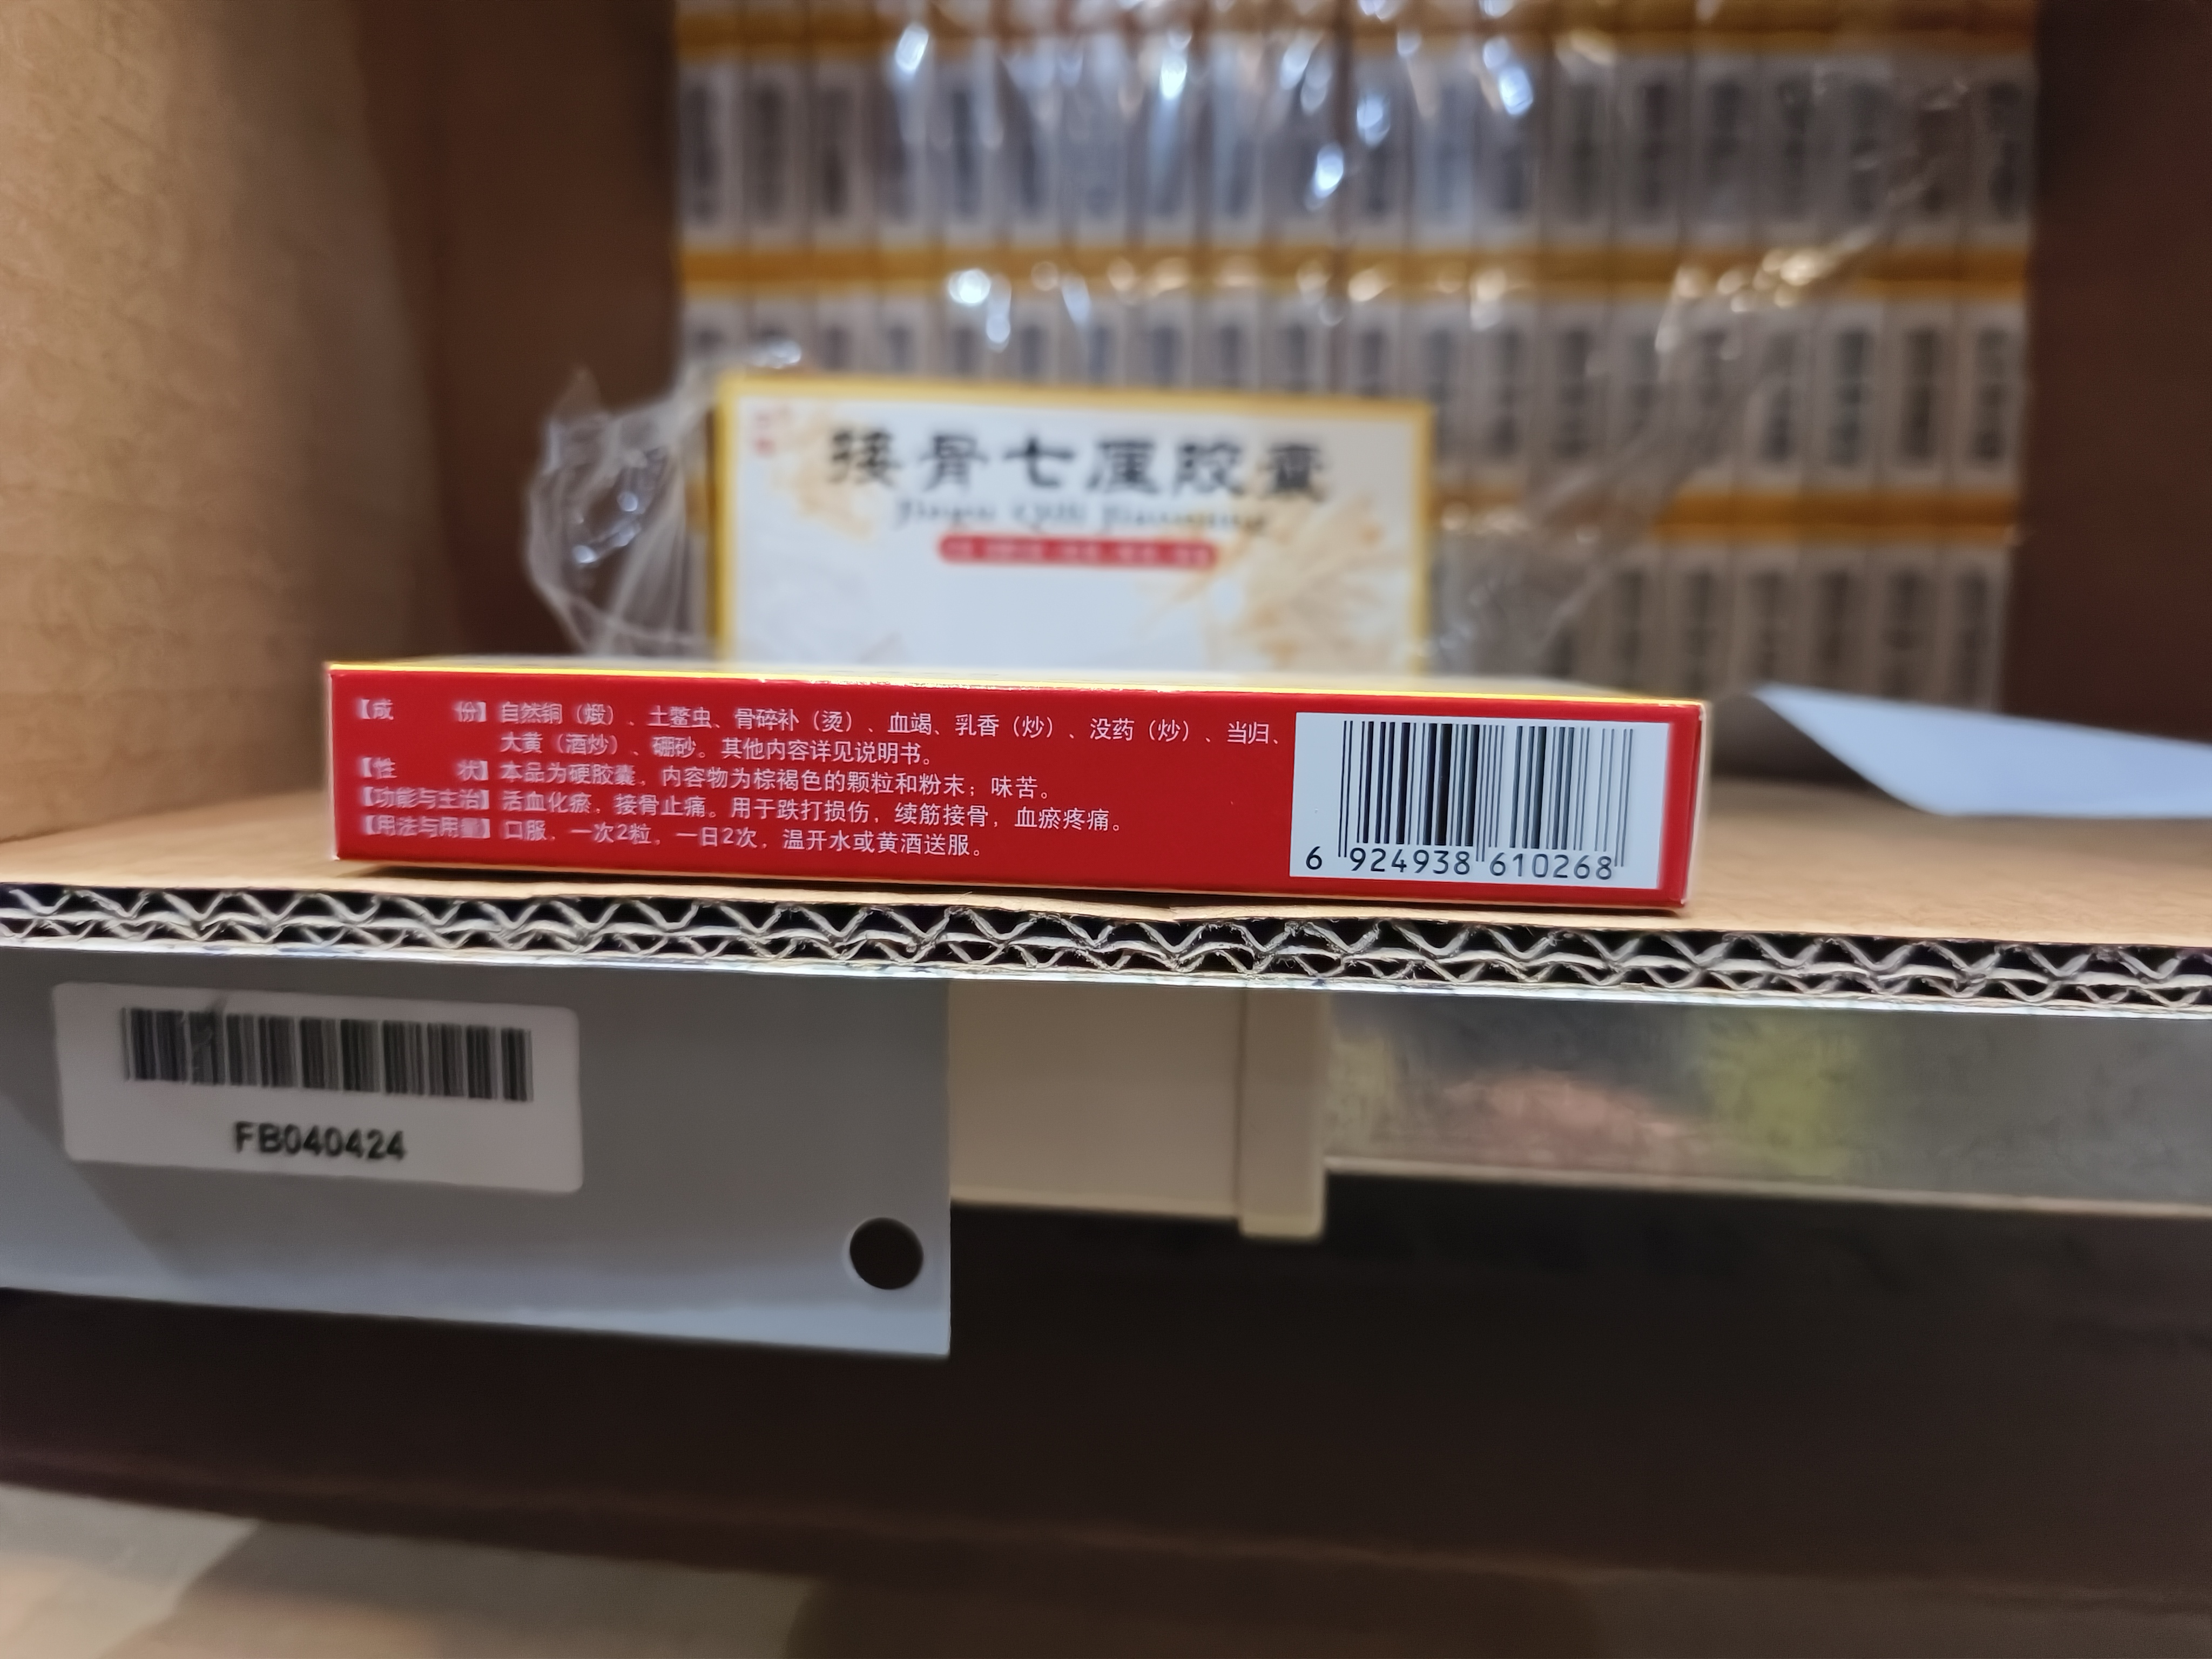 接骨七厘胶囊
Jiegu Qili Jiaonang
【成 份】自然铜（煅）、土鳖虫、骨碎补（烫）、血竭、乳香（炒）、没药（炒）、当归、
大黄（酒炒）、硼砂。其他内容详见说明书。
【性 状】本品为硬胶囊，内容物为棕褐色的颗粒和粉末；味苦。
【功能与主治】活血化瘀，接骨止痛。用于跌打损伤，续筋接骨，血瘀疼痛。
【用法与用量】口服，一次2粒，一日2次，温开水或黄酒送服。
6 924938 610268
FB040424